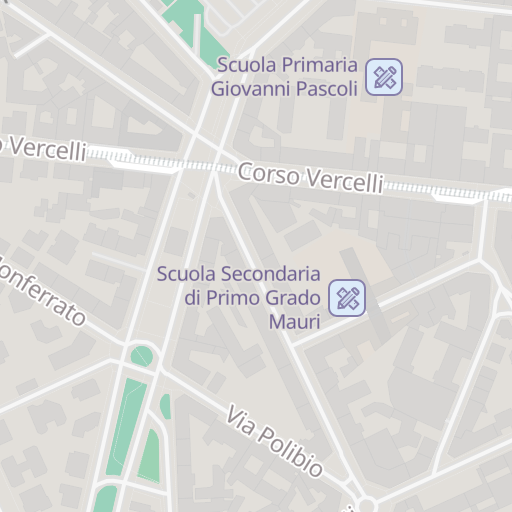 Scuola Primaria
Giovanni Pascoli
Vercelli
Corso Vercelli
Scuola Secondaria
di Primo Grado
Mauri
Monferrato
Via Polibio